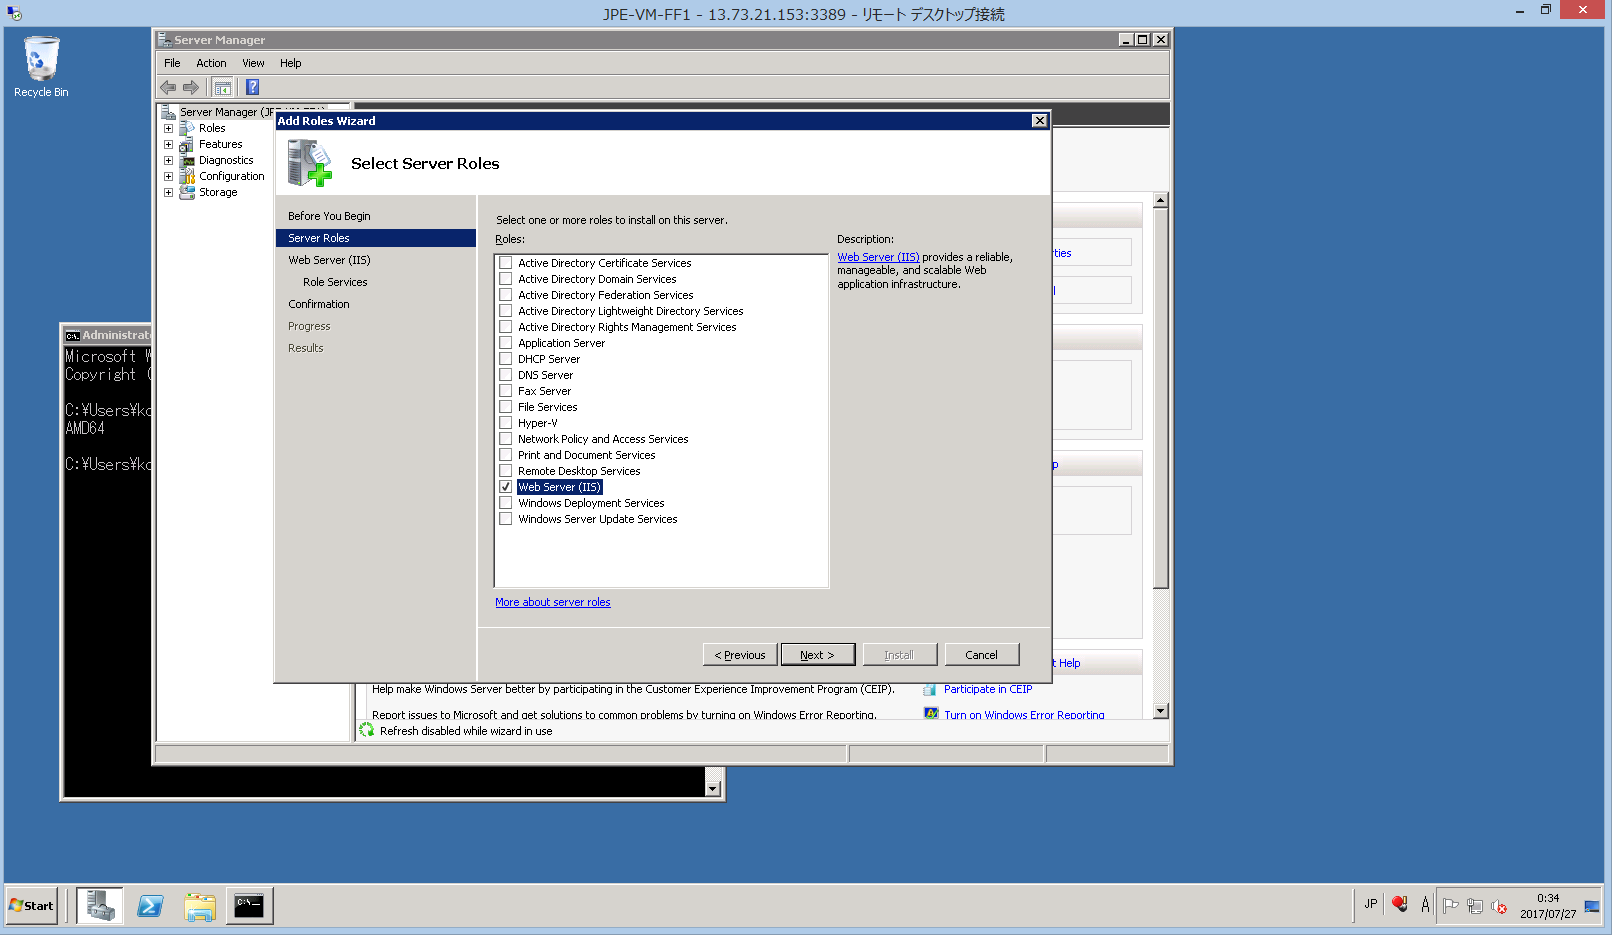 JPE-VM-FF1 - 13.73.21.153:3389 - リモート デスクトップ接続
Recycle Bin
Server Manager
File Action View Help
Server Manager
Roles
Features
Diagnostics
Configuration
Storage
Add Roles Wizard
Select Server Roles
Before You Begin
Server Roles
Web Server (IIS)
Role Services
Confirmation
Progress
Results
Select one or more roles to install on this server.
Roles:
Active Directory Certificate Services
Active Directory Domain Services
Active Directory Federation Services
Active Directory Lightweight Directory Services
Active Directory Rights Management Services
Application Server
DHCP Server
DNS Server
Fax Server
File Services
Hyper-V
Network Policy and Access Services
Print and Document Services
Remote Desktop Services
Web Server (IIS)
Windows Deployment Services
Windows Server Update Services
More about server roles
Description:
Web Server (IIS) provides a reliable,
manageable, and scalable Web
application infrastructure.
< Previous
Next >
Install
Cancel
Help
Help make Windows Server better by participating in the Customer Experience Improvement Program (CEIP).
Participate in CEIP
Report issues to Microsoft and get solutions to common problems by turning on Windows Error Reporting.
Turn on Windows Error Reporting
Refresh disabled while wizard in use
Administrat
Microsoft W
Copyright (
C:¥Users¥ko
AMD64
C:¥Users¥ko
Start
JP
A
0:34
2017/07/27